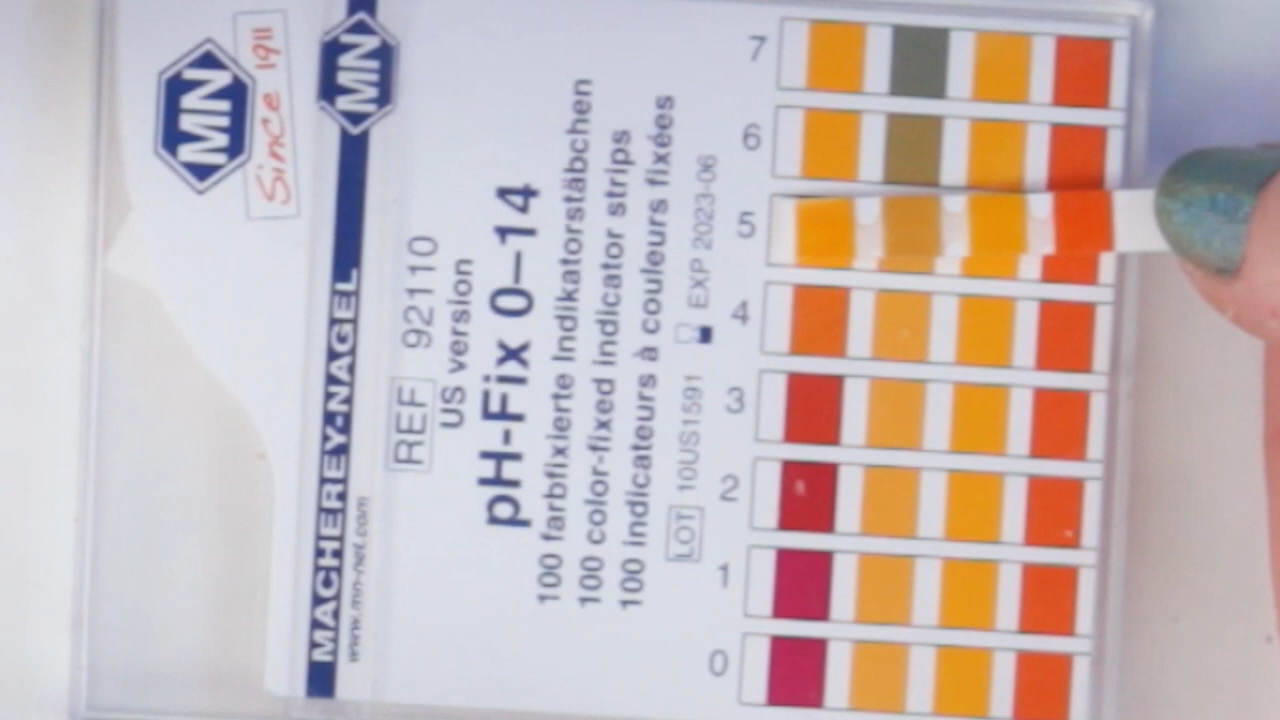 MN
Since 1911
MN
MACHEREY-NAGEL
www.mn-net.com
REF 92110
US version
pH-Fix 0–14
100 farbfixierte Indikatorstäbchen
100 color-fixed indicator strips
100 indicateurs à couleurs fixées
LOT 10US1591 EXP 2023-06
0 1 2 3 4 5 6 7